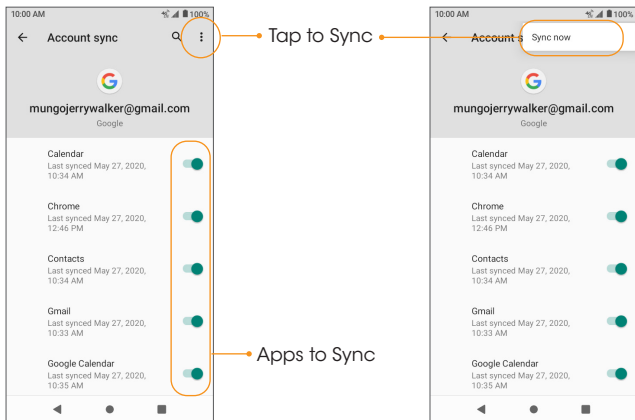 10:00 AM
100%
Account sync
mungojerrywalker@gmail.com
Google
Calendar
Last synced May 27, 2020,
10:34 AM
Chrome
Last synced May 27, 2020,
12:46 PM
Contacts
Last synced May 27, 2020,
10:34 AM
Gmail
Last synced May 27, 2020,
10:33 AM
Google Calendar
Last synced May 27, 2020,
10:35 AM
Tap to Sync
Apps to Sync
10:00 AM
100%
Account s
Sync now
mungojerrywalker@gmail.com
Google
Calendar
Last synced May 27, 2020,
10:34 AM
Chrome
Last synced May 27, 2020,
12:46 PM
Contacts
Last synced May 27, 2020,
10:34 AM
Gmail
Last synced May 27, 2020,
10:33 AM
Google Calendar
Last synced May 27, 2020,
10:35 AM